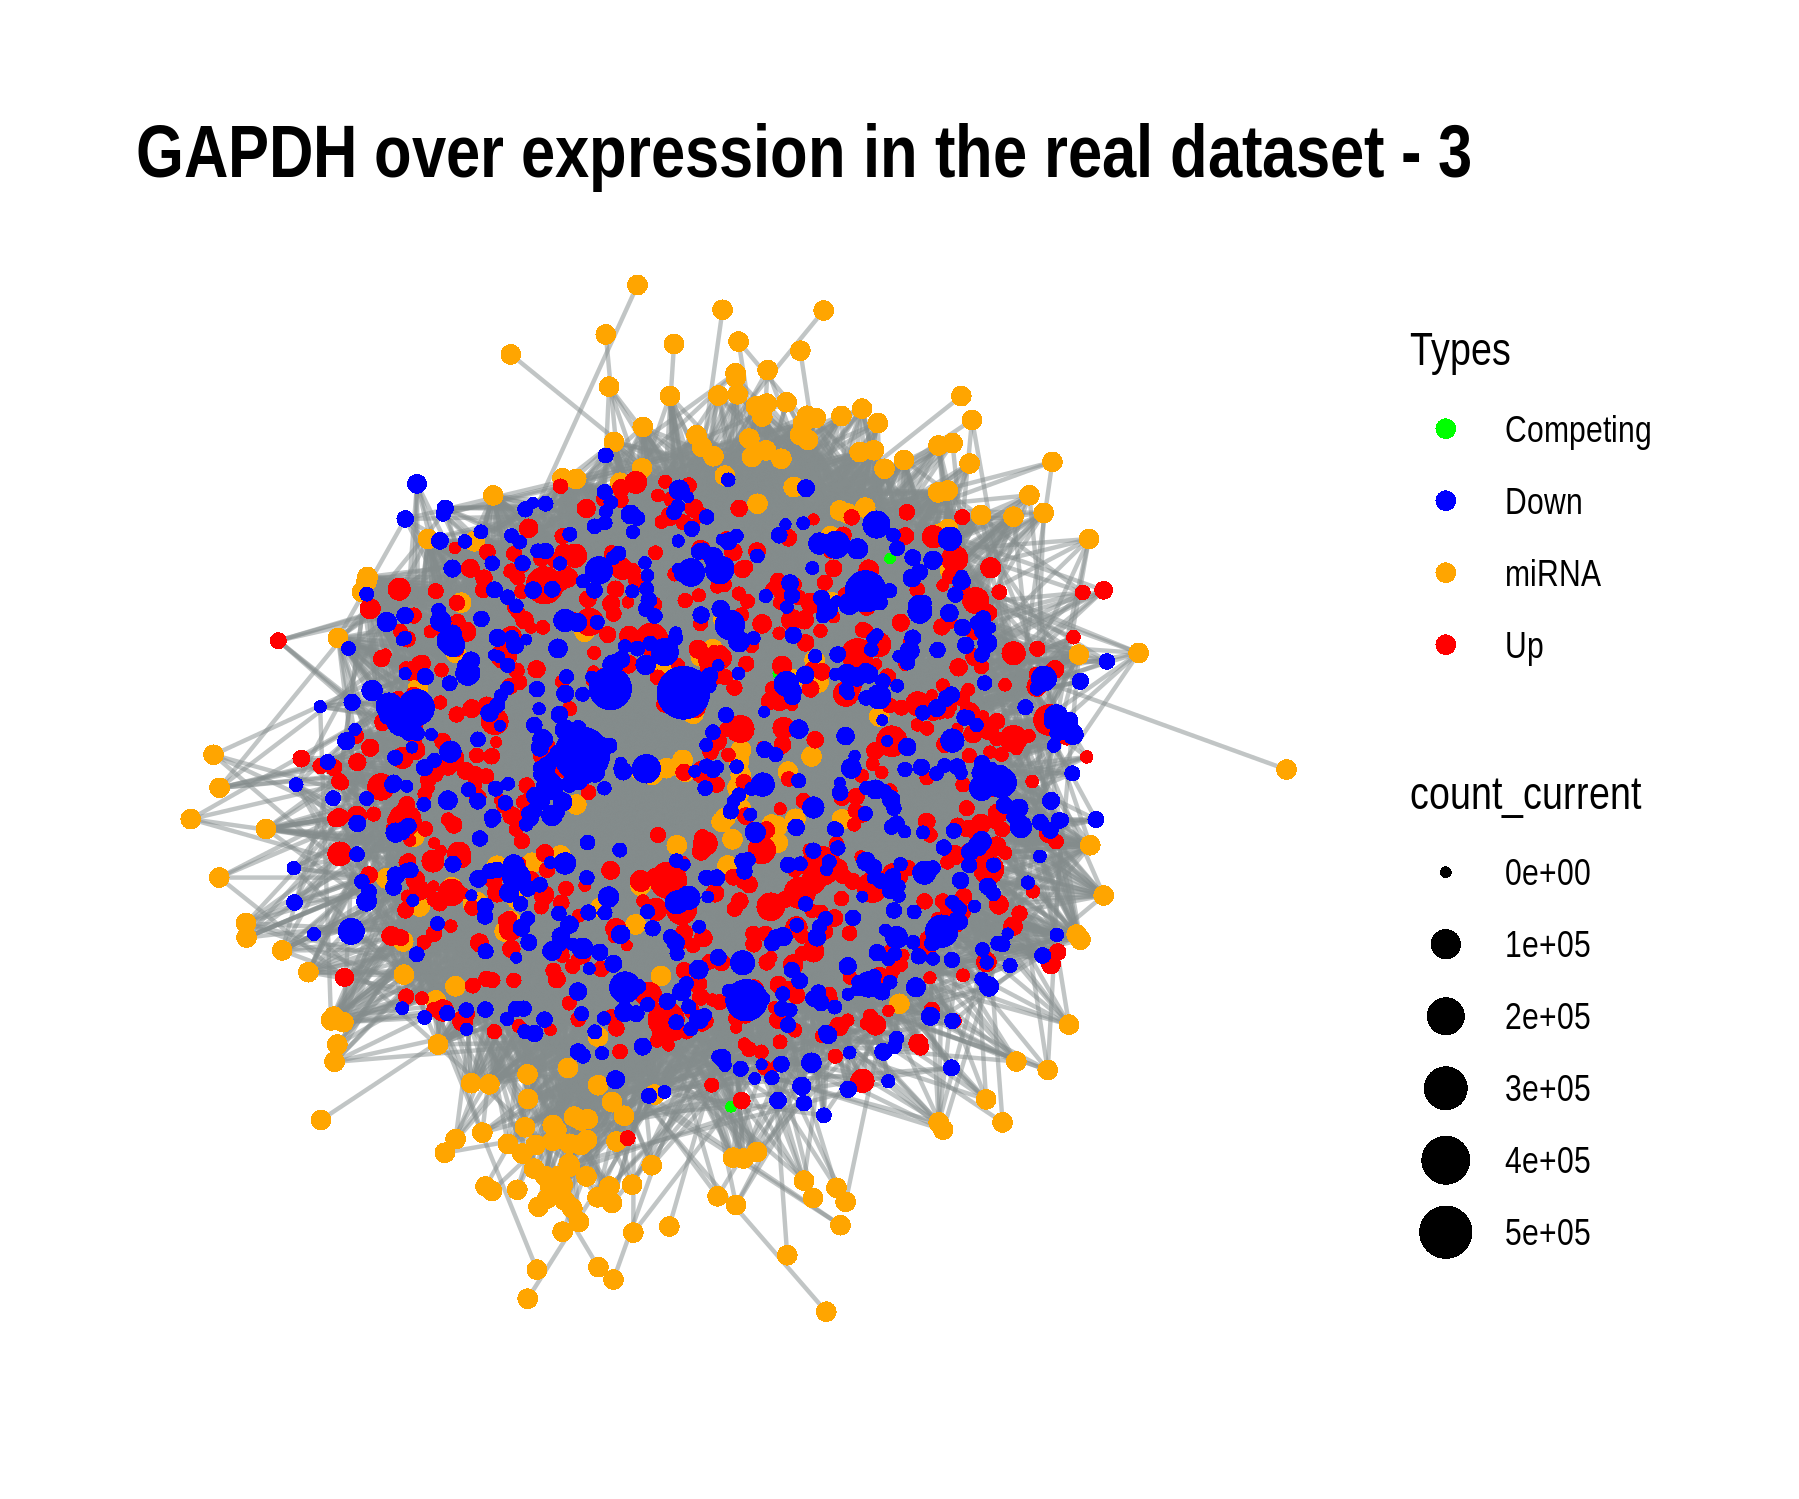 GAPDH over expression in the real dataset - 3
Types
Competing
Down
miRNA
Up
count_current
0e+00
1e+05
2e+05
3e+05
4e+05
5e+05